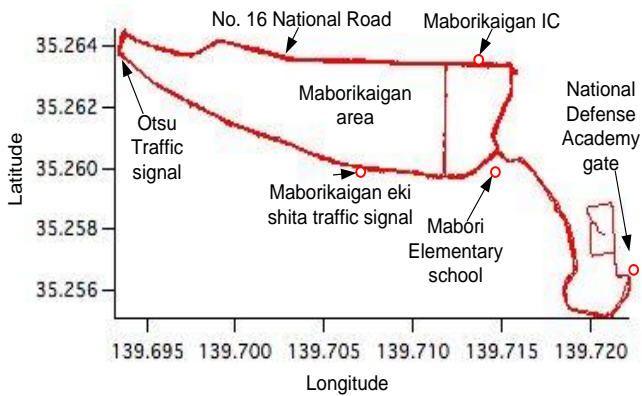 No. 16 National Road
Maborikaigan IC
35.264
35.262
35.260
35.258
35.256
Latitude
Maborikaigan
area
National
Defense
Academy
gate
Otsu
Traffic
signal
Maborikaigan eki
shita traffic signal
Mabori
Elementary
school
139.695
139.700
139.705
139.710
139.715
139.720
Longitude